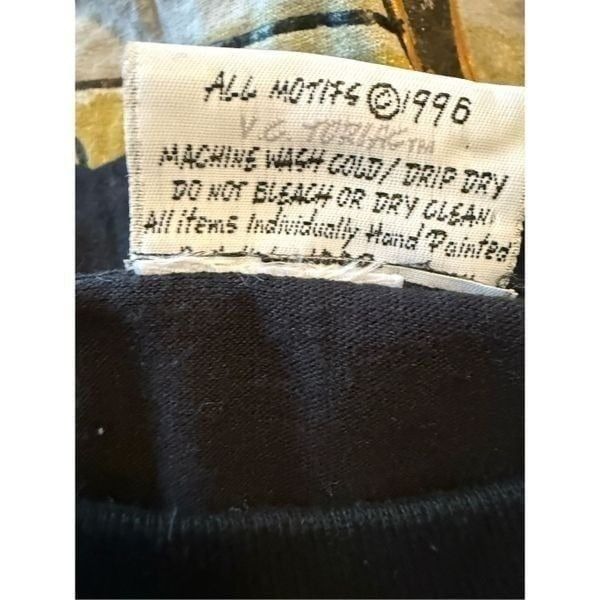 ALL MOTIFS ©1996
V.C.
MACHINE WASH COLD/ DRIP DRY
DO NOT BLEACH OR DRY CLEAN
All items Individually Hand Painted